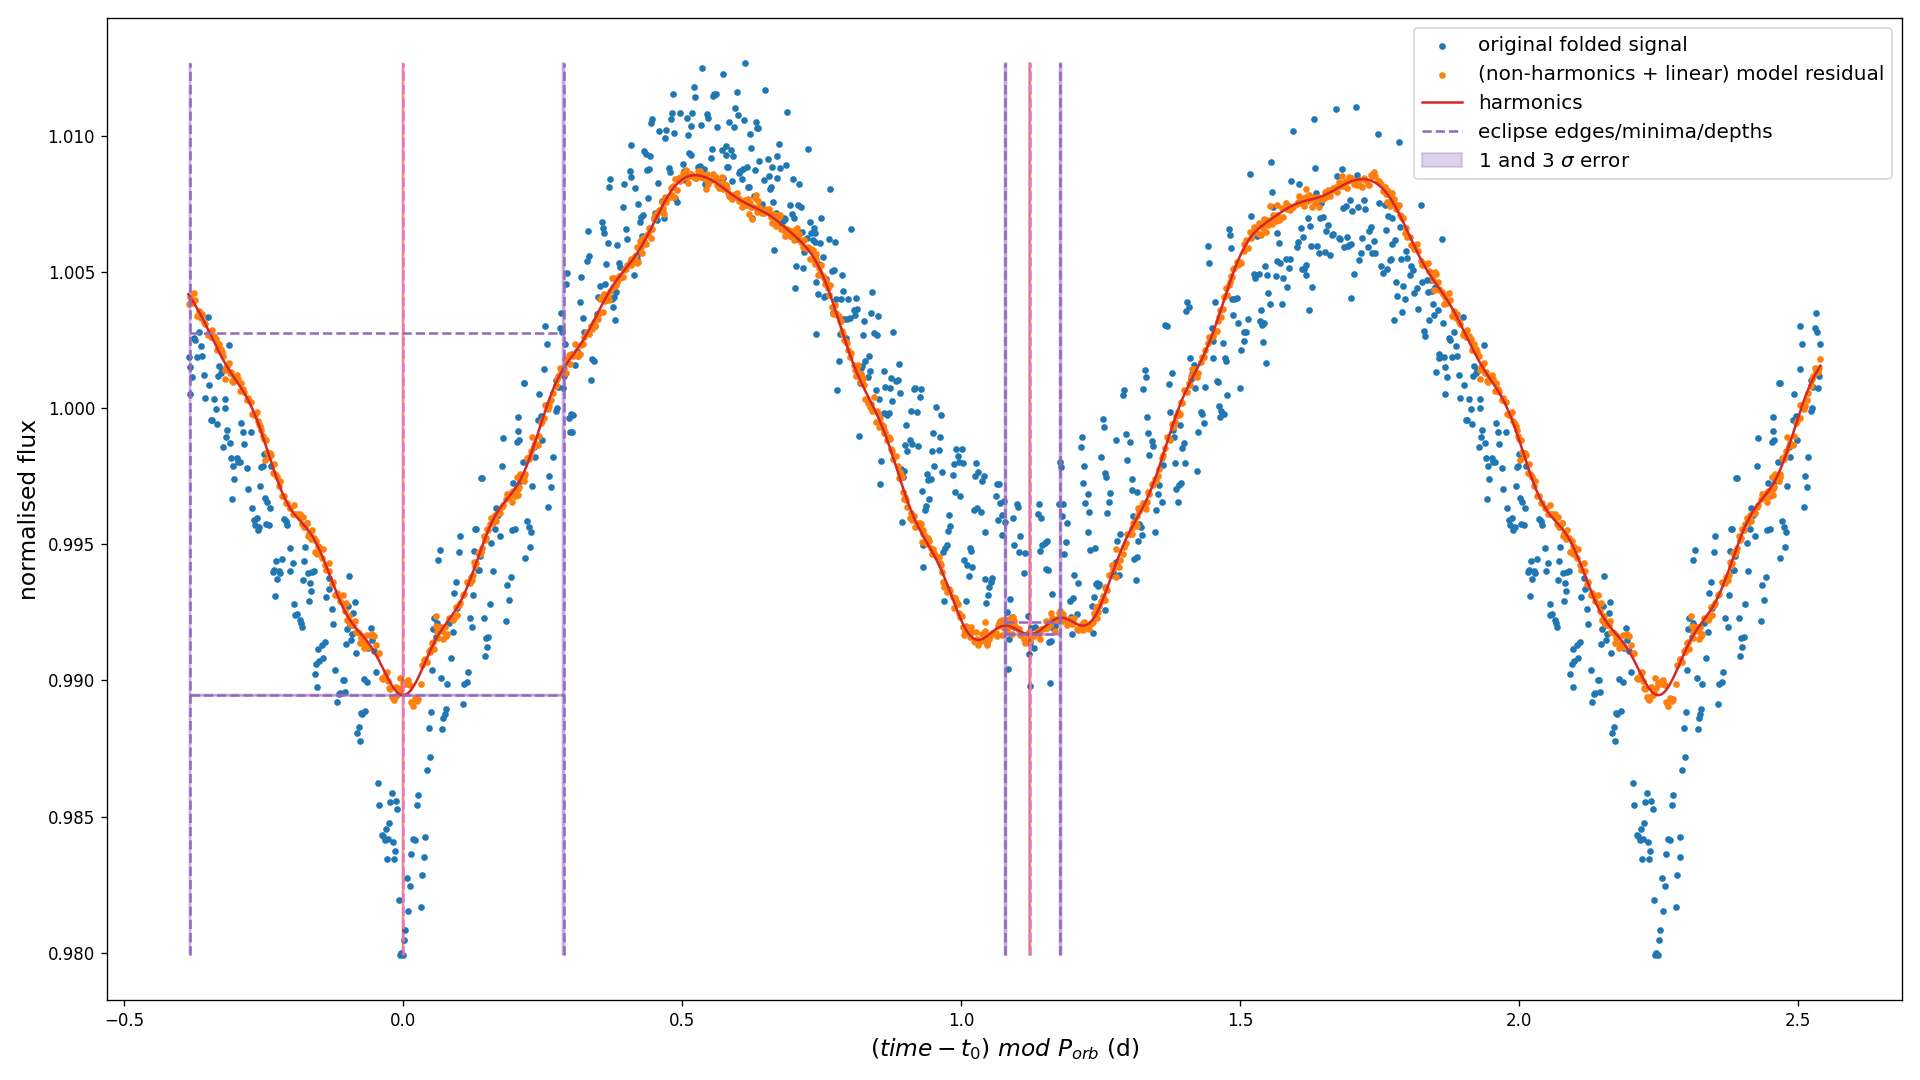 original folded signal
(non-harmonics + linear) model residual
harmonics
eclipse edges/minima/depths
1 and 3 σ error
normalised flux
1.010
1.005
1.000
0.995
0.990
0.985
0.980
−0.5 0.0 0.5 1.0 1.5 2.0 2.5
(time − t₀) mod P_orb (d)